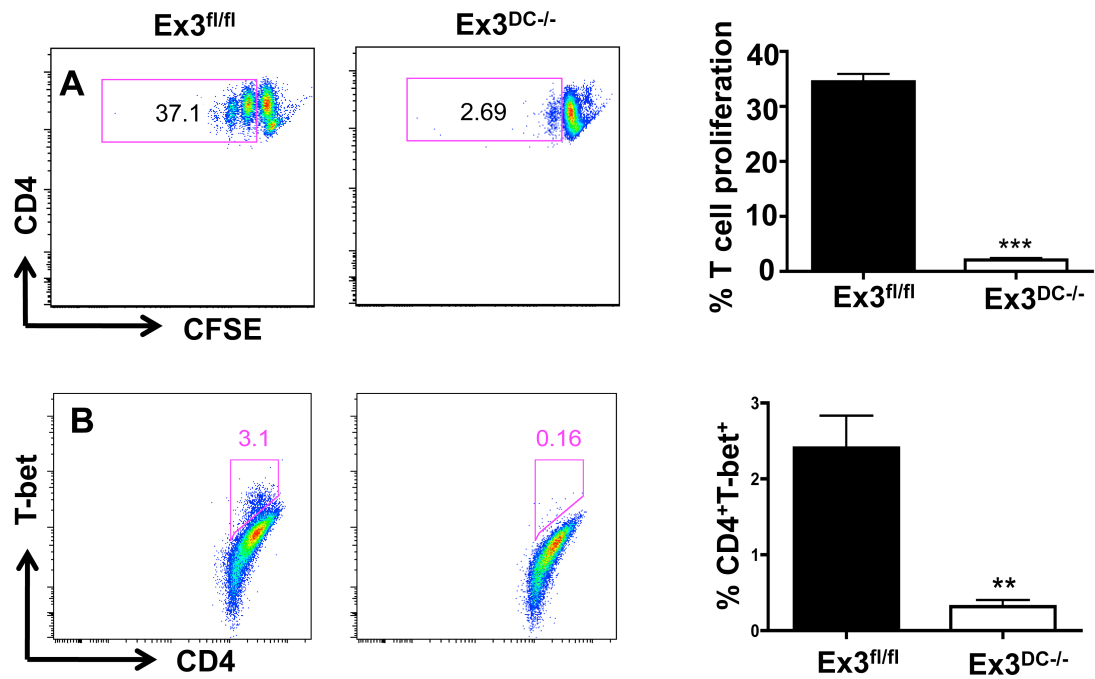 Ex3fl/fl
Ex3DC-/-
A
37.1
2.69
CD4
CFSE
% T cell proliferation
40
30
20
10
0
***
Ex3fl/fl
Ex3DC-/-
B
3.1
0.16
T-bet
CD4
% CD4+T-bet+
3
2
1
0
**
Ex3fl/fl
Ex3DC-/-